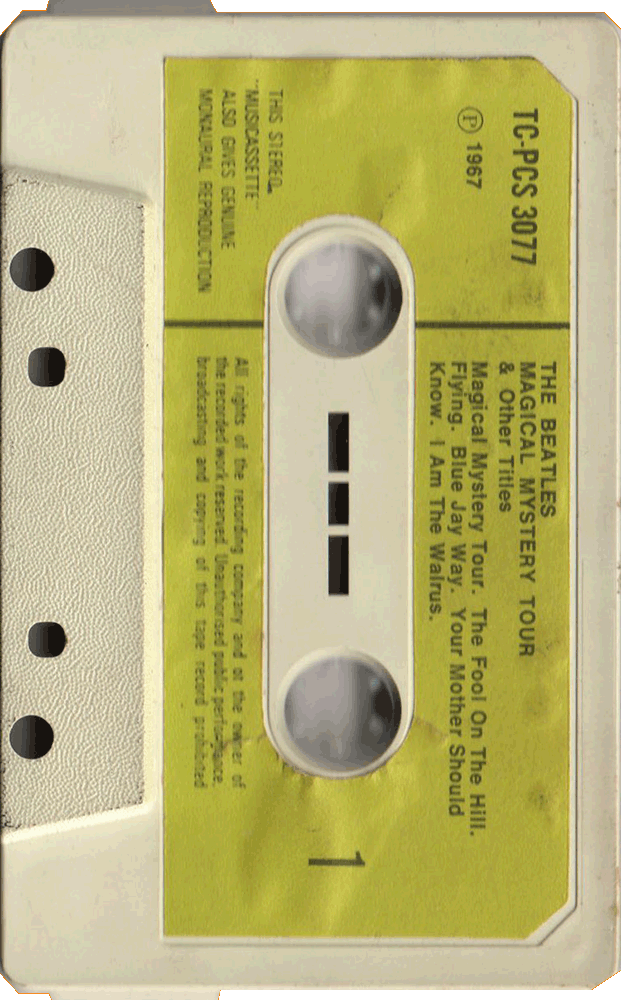 TC-PCS 3077
Ⓟ 1967
THE BEATLES
MAGICAL MYSTERY TOUR
& Other Titles
Magical Mystery Tour. The Fool On The Hill.
Flying. Blue Jay Way. Your Mother Should
Know. I Am The Walrus.
1
THIS STEREO
"MUSICASSETTE"
ALSO GIVES GENUINE
MONAURAL REPRODUCTION
All rights of the recording company and of the owner of
the recorded work reserved. Unauthorised public performance,
broadcasting and copying of this tape record prohibited